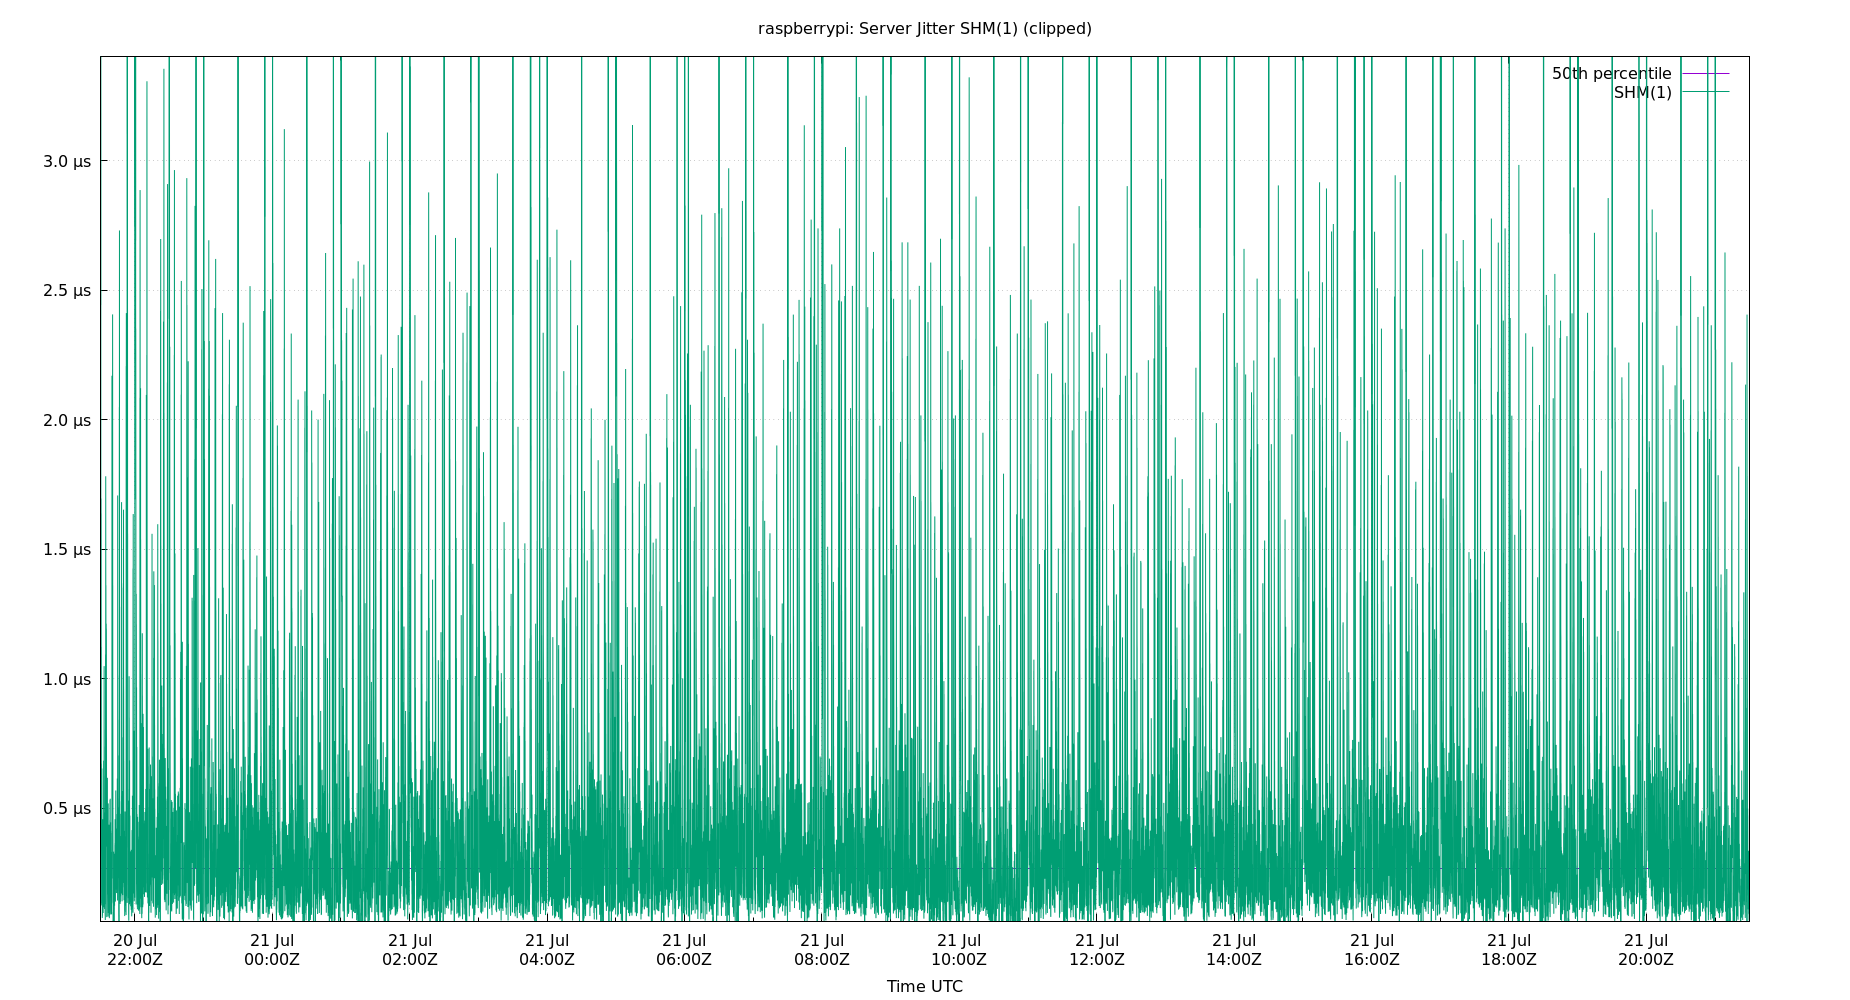 raspberrypi: Server Jitter SHM(1) (clipped)
50th percentile
SHM(1)
3.0 µs
2.5 µs
2.0 µs
1.5 µs
1.0 µs
0.5 µs
20 Jul 21 Jul 21 Jul 21 Jul 21 Jul 21 Jul 21 Jul 21 Jul 21 Jul 21 Jul 21 Jul 21 Jul
22:00Z 00:00Z 02:00Z 04:00Z 06:00Z 08:00Z 10:00Z 12:00Z 14:00Z 16:00Z 18:00Z 20:00Z
Time UTC